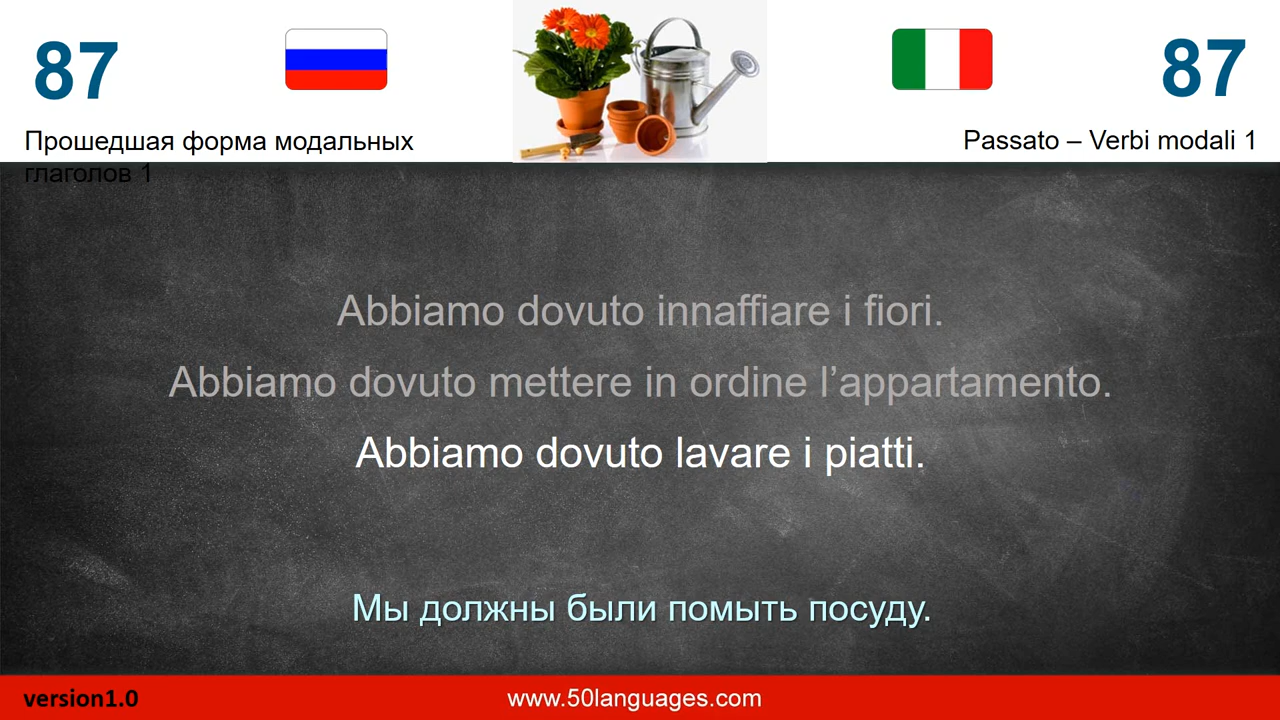 87
87
Прошедшая форма модальных
глаголов 1
Passato – Verbi modali 1
Abbiamo dovuto innaffiare i fiori.
Abbiamo dovuto mettere in ordine l’appartamento.
Abbiamo dovuto lavare i piatti.
Мы должны были помыть посуду.
version1.0
www.50languages.com